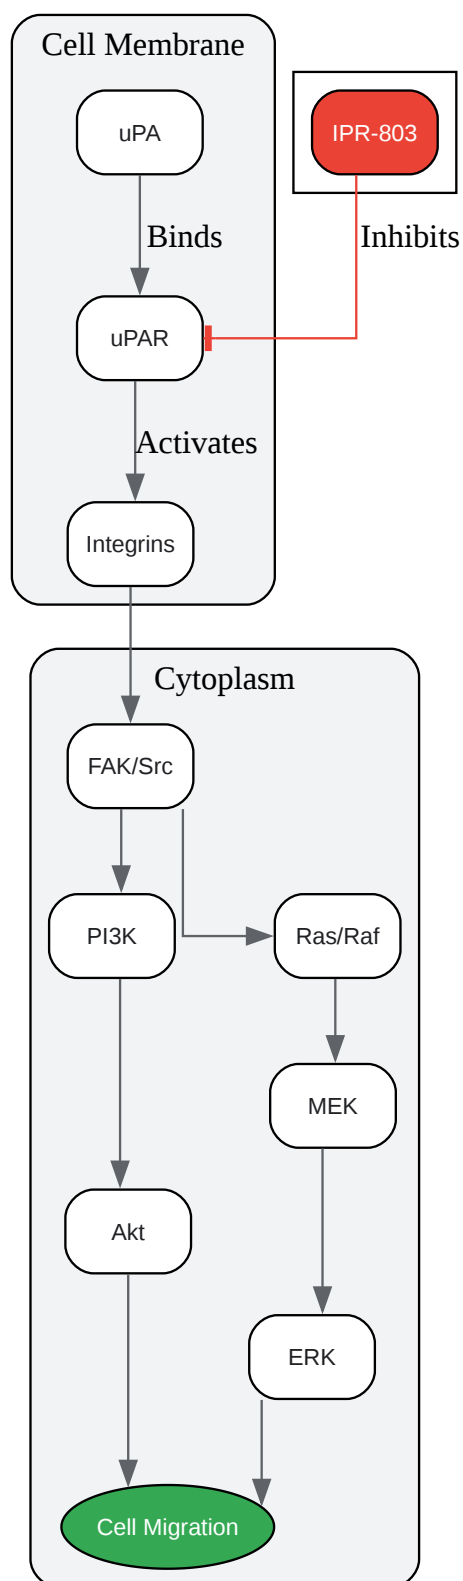 Cell Membrane
uPA
IPR-803
Binds
Inhibits
uPAR
Activates
Integrins
Cytoplasm
FAK/Src
PI3K
Ras/Raf
MEK
Akt
ERK
Cell Migration